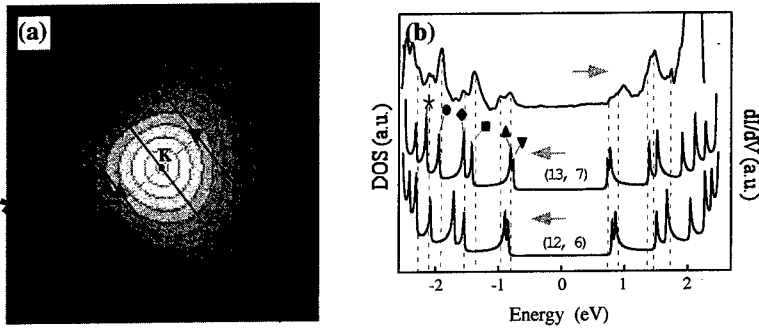 (a)
K
(b)
DOS (a.u.)
dI/dV (a.u.)
(13, 7)
(12, 6)
-2 -1 0 1 2
Energy (eV)